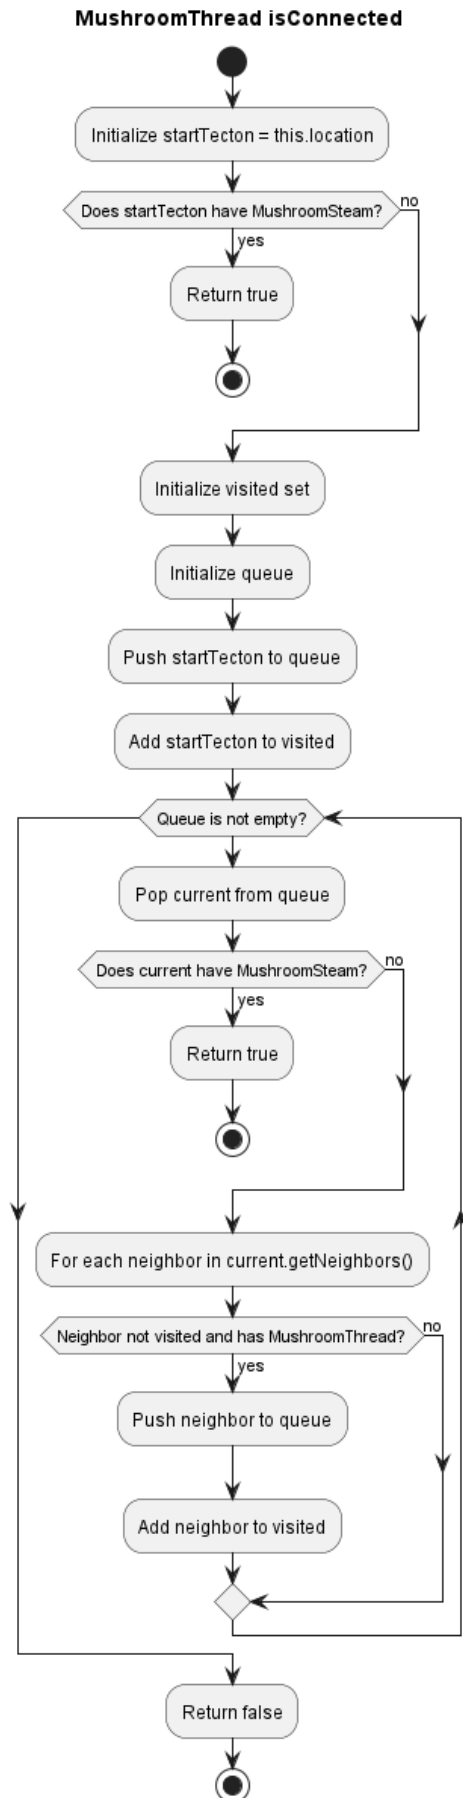 MushroomThread isConnected
Initialize startTecton = this.location
Does startTecton have MushroomSteam?
no
yes
Return true
Initialize visited set
Initialize queue
Push startTecton to queue
Add startTecton to visited
Queue is not empty?
Pop current from queue
Does current have MushroomSteam?
no
yes
Return true
For each neighbor in current.getNeighbors()
Neighbor not visited and has MushroomThread?
no
yes
Push neighbor to queue
Add neighbor to visited
Return false